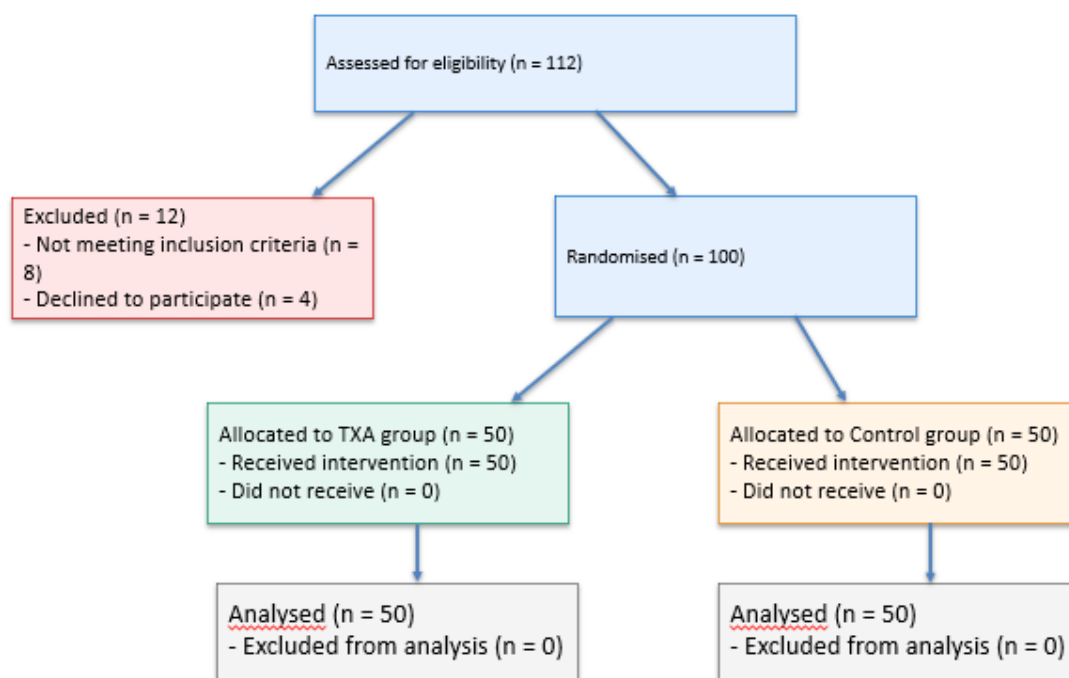 Assessed for eligibility (n = 112)
Excluded (n = 12)
- Not meeting inclusion criteria (n =
8)
- Declined to participate (n = 4)
Randomised (n = 100)
Allocated to TXA group (n = 50)
- Received intervention (n = 50)
- Did not receive (n = 0)
Allocated to Control group (n = 50)
- Received intervention (n = 50)
- Did not receive (n = 0)
Analysed (n = 50)
- Excluded from analysis (n = 0)
Analysed (n = 50)
- Excluded from analysis (n = 0)